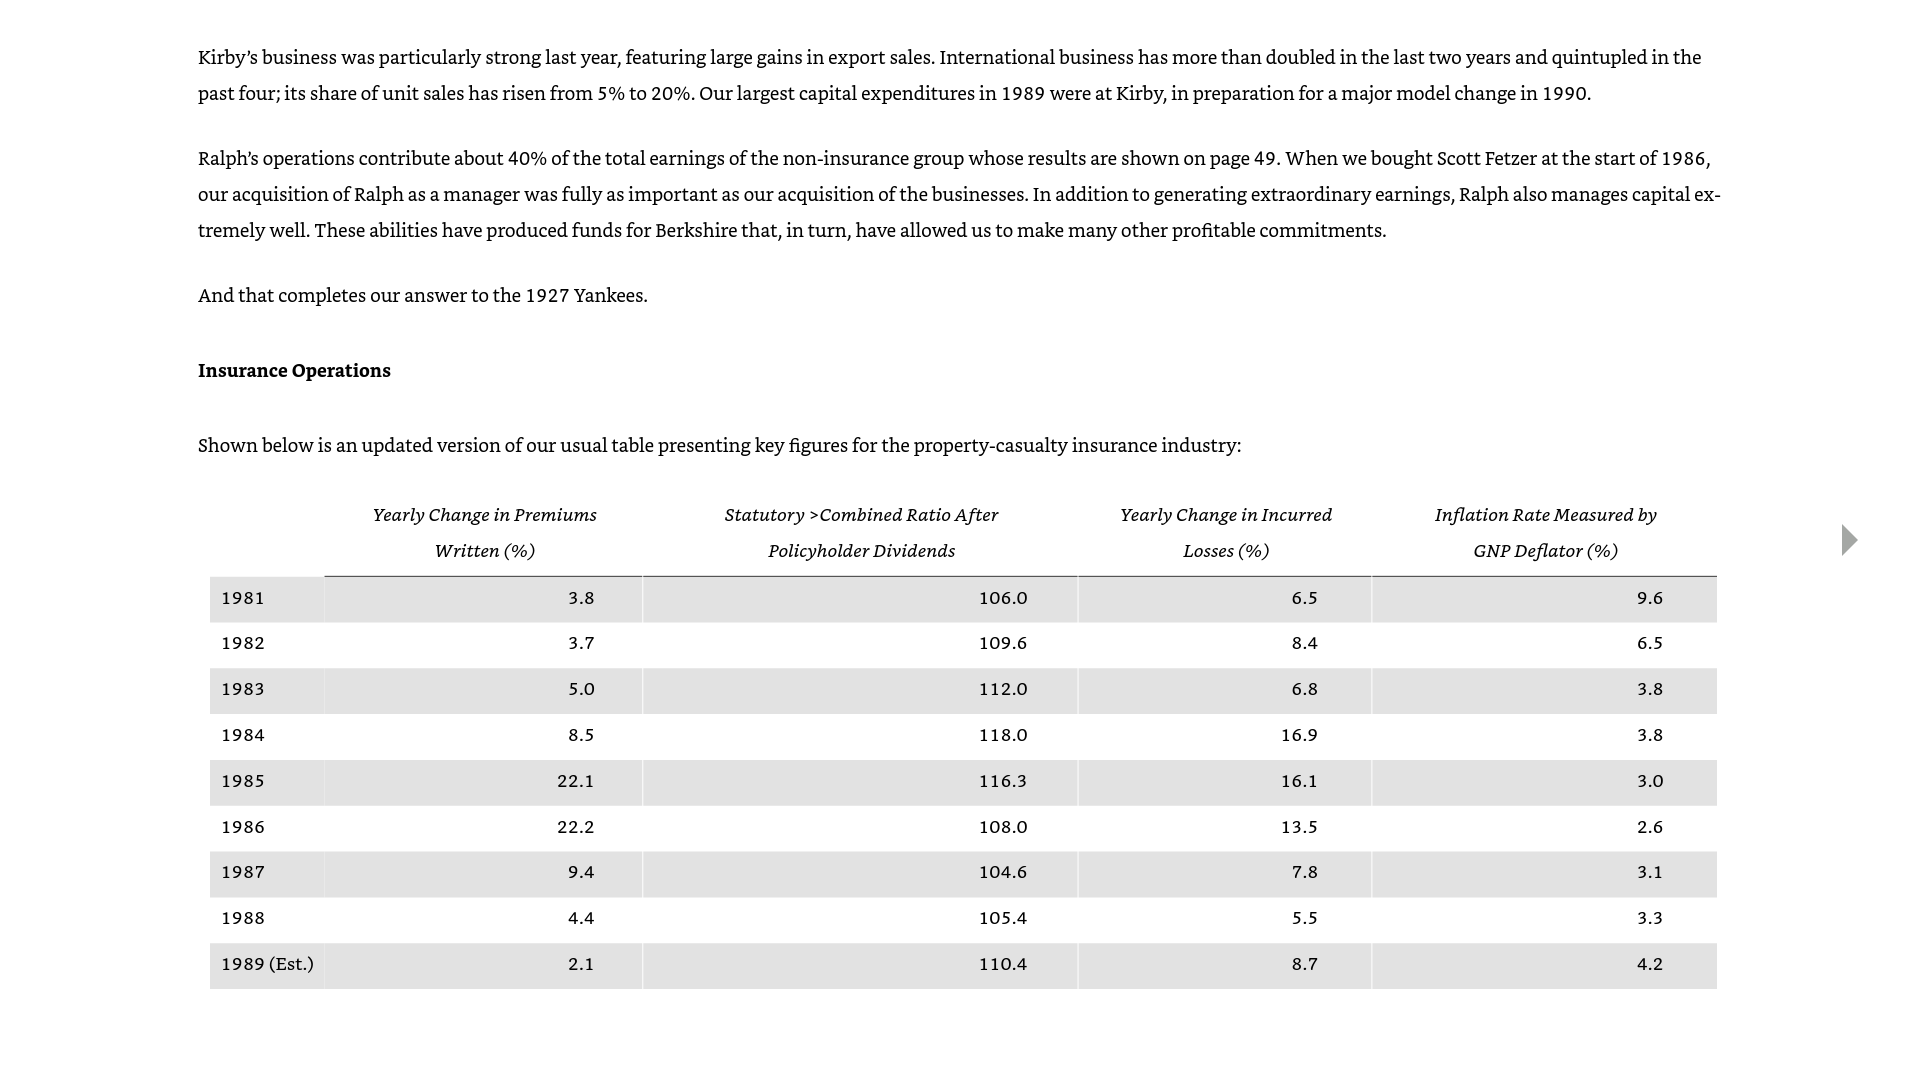 Kirby’s business was particularly strong last year, featuring large gains in export sales. International business has more than doubled in the last two years and quintupled in the
past four; its share of unit sales has risen from 5% to 20%. Our largest capital expenditures in 1989 were at Kirby, in preparation for a major model change in 1990.
Ralph’s operations contribute about 40% of the total earnings of the non-insurance group whose results are shown on page 49. When we bought Scott Fetzer at the start of 1986,
our acquisition of Ralph as a manager was fully as important as our acquisition of the businesses. In addition to generating extraordinary earnings, Ralph also manages capital ex-
tremely well. These abilities have produced funds for Berkshire that, in turn, have allowed us to make many other profitable commitments.
And that completes our answer to the 1927 Yankees.
Insurance Operations
Shown below is an updated version of our usual table presenting key figures for the property-casualty insurance industry:
Yearly Change in Premiums Statutory >Combined Ratio After Yearly Change in Incurred Inflation Rate Measured by
Written (%) Policyholder Dividends Losses (%) GNP Deflator (%)
1981 3.8 106.0 6.5 9.6
1982 3.7 109.6 8.4 6.5
1983 5.0 112.0 6.8 3.8
1984 8.5 118.0 16.9 3.8
1985 22.1 116.3 16.1 3.0
1986 22.2 108.0 13.5 2.6
1987 9.4 104.6 7.8 3.1
1988 4.4 105.4 5.5 3.3
1989 (Est.) 2.1 110.4 8.7 4.2